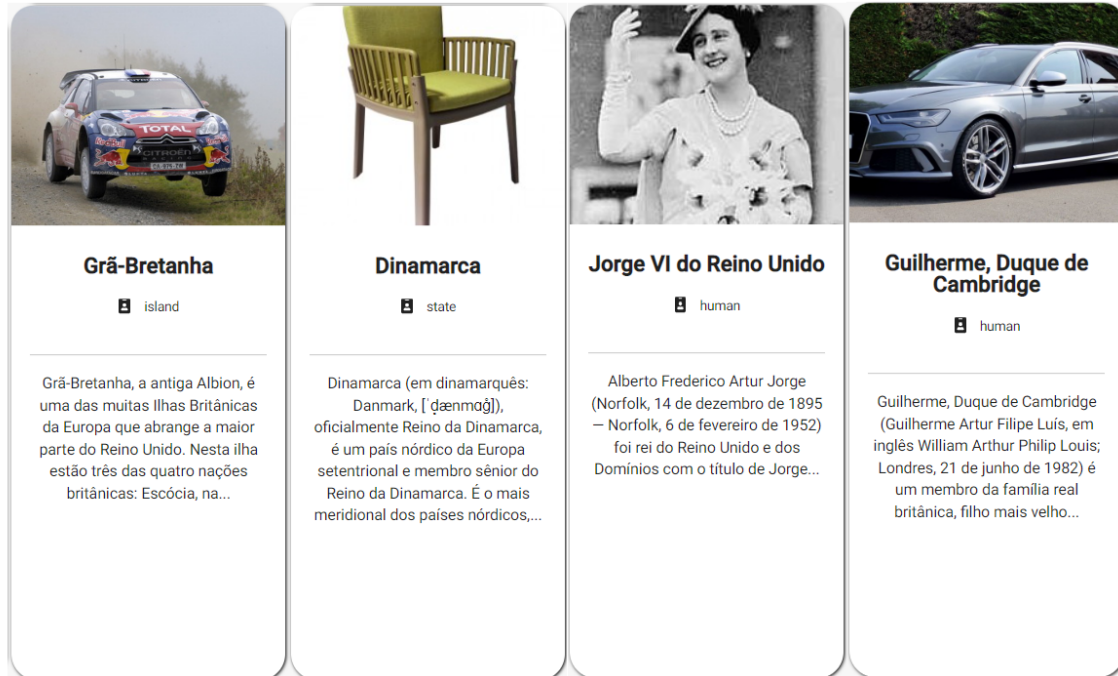 TOTAL
CITROËN
Grã-Bretanha
island
Grã-Bretanha, a antiga Albion, é
uma das muitas Ilhas Britânicas
da Europa que abrange a maior
parte do Reino Unido. Nesta ilha
estão três das quatro nações
britânicas: Escócia, na...
Dinamarca
state
Dinamarca (em dinamarquês:
Danmark, [ˈd̥ænmɑɡ̊]),
oficialmente Reino da Dinamarca,
é um país nórdico da Europa
setentrional e membro sênior do
Reino da Dinamarca. É o mais
meridional dos países nórdicos,...
Jorge VI do Reino Unido
human
Alberto Frederico Artur Jorge
(Norfolk, 14 de dezembro de 1895
— Norfolk, 6 de fevereiro de 1952)
foi rei do Reino Unido e dos
Domínios com o título de Jorge...
Guilherme, Duque de
Cambridge
human
Guilherme, Duque de Cambridge
(Guilherme Artur Filipe Luís, em
inglês William Arthur Philip Louis;
Londres, 21 de junho de 1982) é
um membro da família real
britânica, filho mais velho...